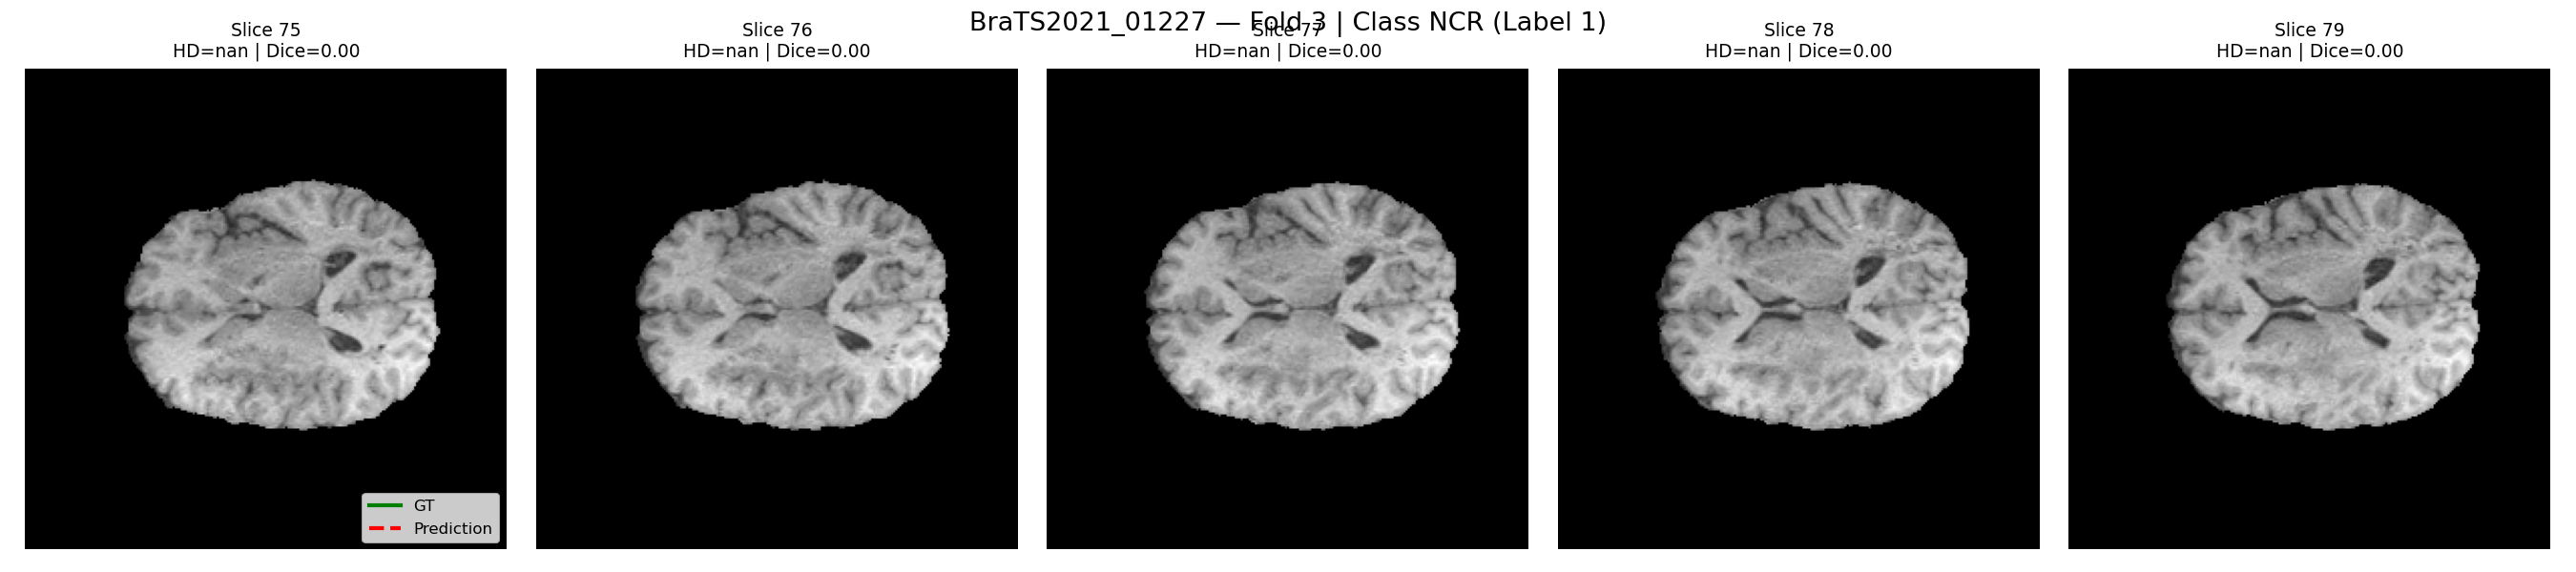 BraTS2021_01227 — Fold 3 | Class NCR (Label 1)
Slice 75
HD=nan | Dice=0.00
Slice 76
HD=nan | Dice=0.00
Slice 77
HD=nan | Dice=0.00
Slice 78
HD=nan | Dice=0.00
Slice 79
HD=nan | Dice=0.00
GT
Prediction